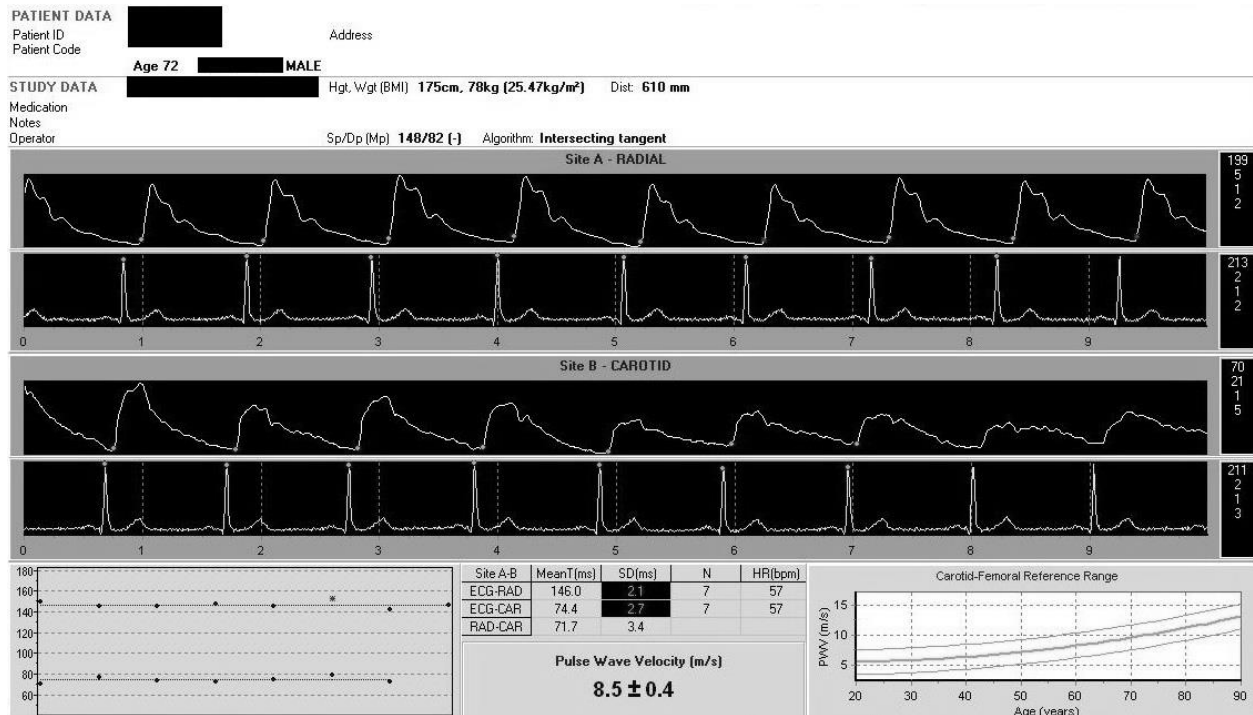 PATIENT DATA
Patient ID
Address
Patient Code
Age 72 MALE
STUDY DATA
Hgt, Wgt (BMI) 175cm, 78kg (25.47kg/m²) Dist: 610 mm
Medication
Notes
Operator
Sp/Dp (Mp) 148/82 (-) Algorithm: Intersecting tangent
Site A - RADIAL
199
5
1
2
213
2
1
2
0 1 2 3 4 5 6 7 8 9
Site B - CAROTID
70
21
1
5
211
2
1
3
0 1 2 3 4 5 6 7 8 9
180
160
140
120
100
80
60
Site A-B MeanT(ms) SD(ms) N HR(bpm)
ECG-RAD 146.0 2.1 7 57
ECG-CAR 74.4 2.7 7 57
RAD-CAR 71.7 3.4
Pulse Wave Velocity (m/s)
8.5 ± 0.4
Carotid-Femoral Reference Range
PWV (m/s)
15
10
5
20 30 40 50 60 70 80 90
Age (years)